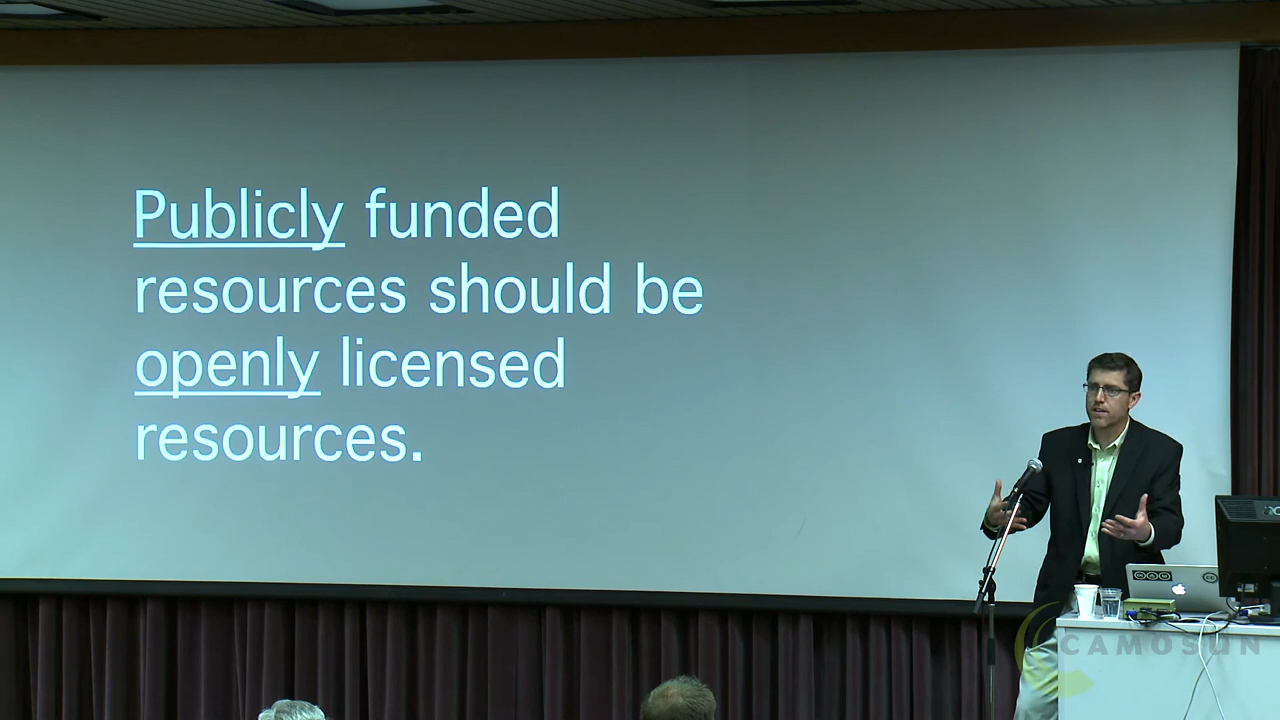 Publicly funded
resources should be
openly licensed
resources.
CAMOSUN